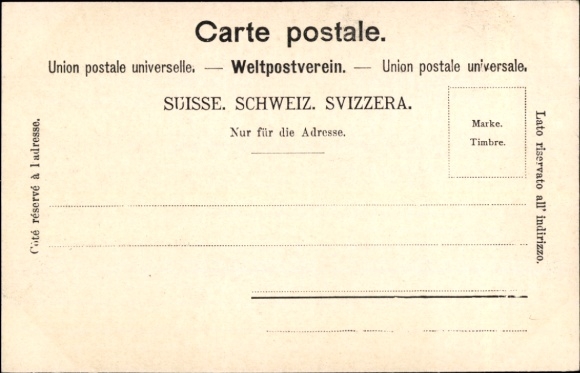 Carte postale.
Union postale universelle. — Weltpostverein. — Union postale universale.
SUISSE. SCHWEIZ. SVIZZERA.
Nur für die Adresse.
Marke.
Timbre.
Côté réservé à l adresse.
Lato riservato all' indirizzo.